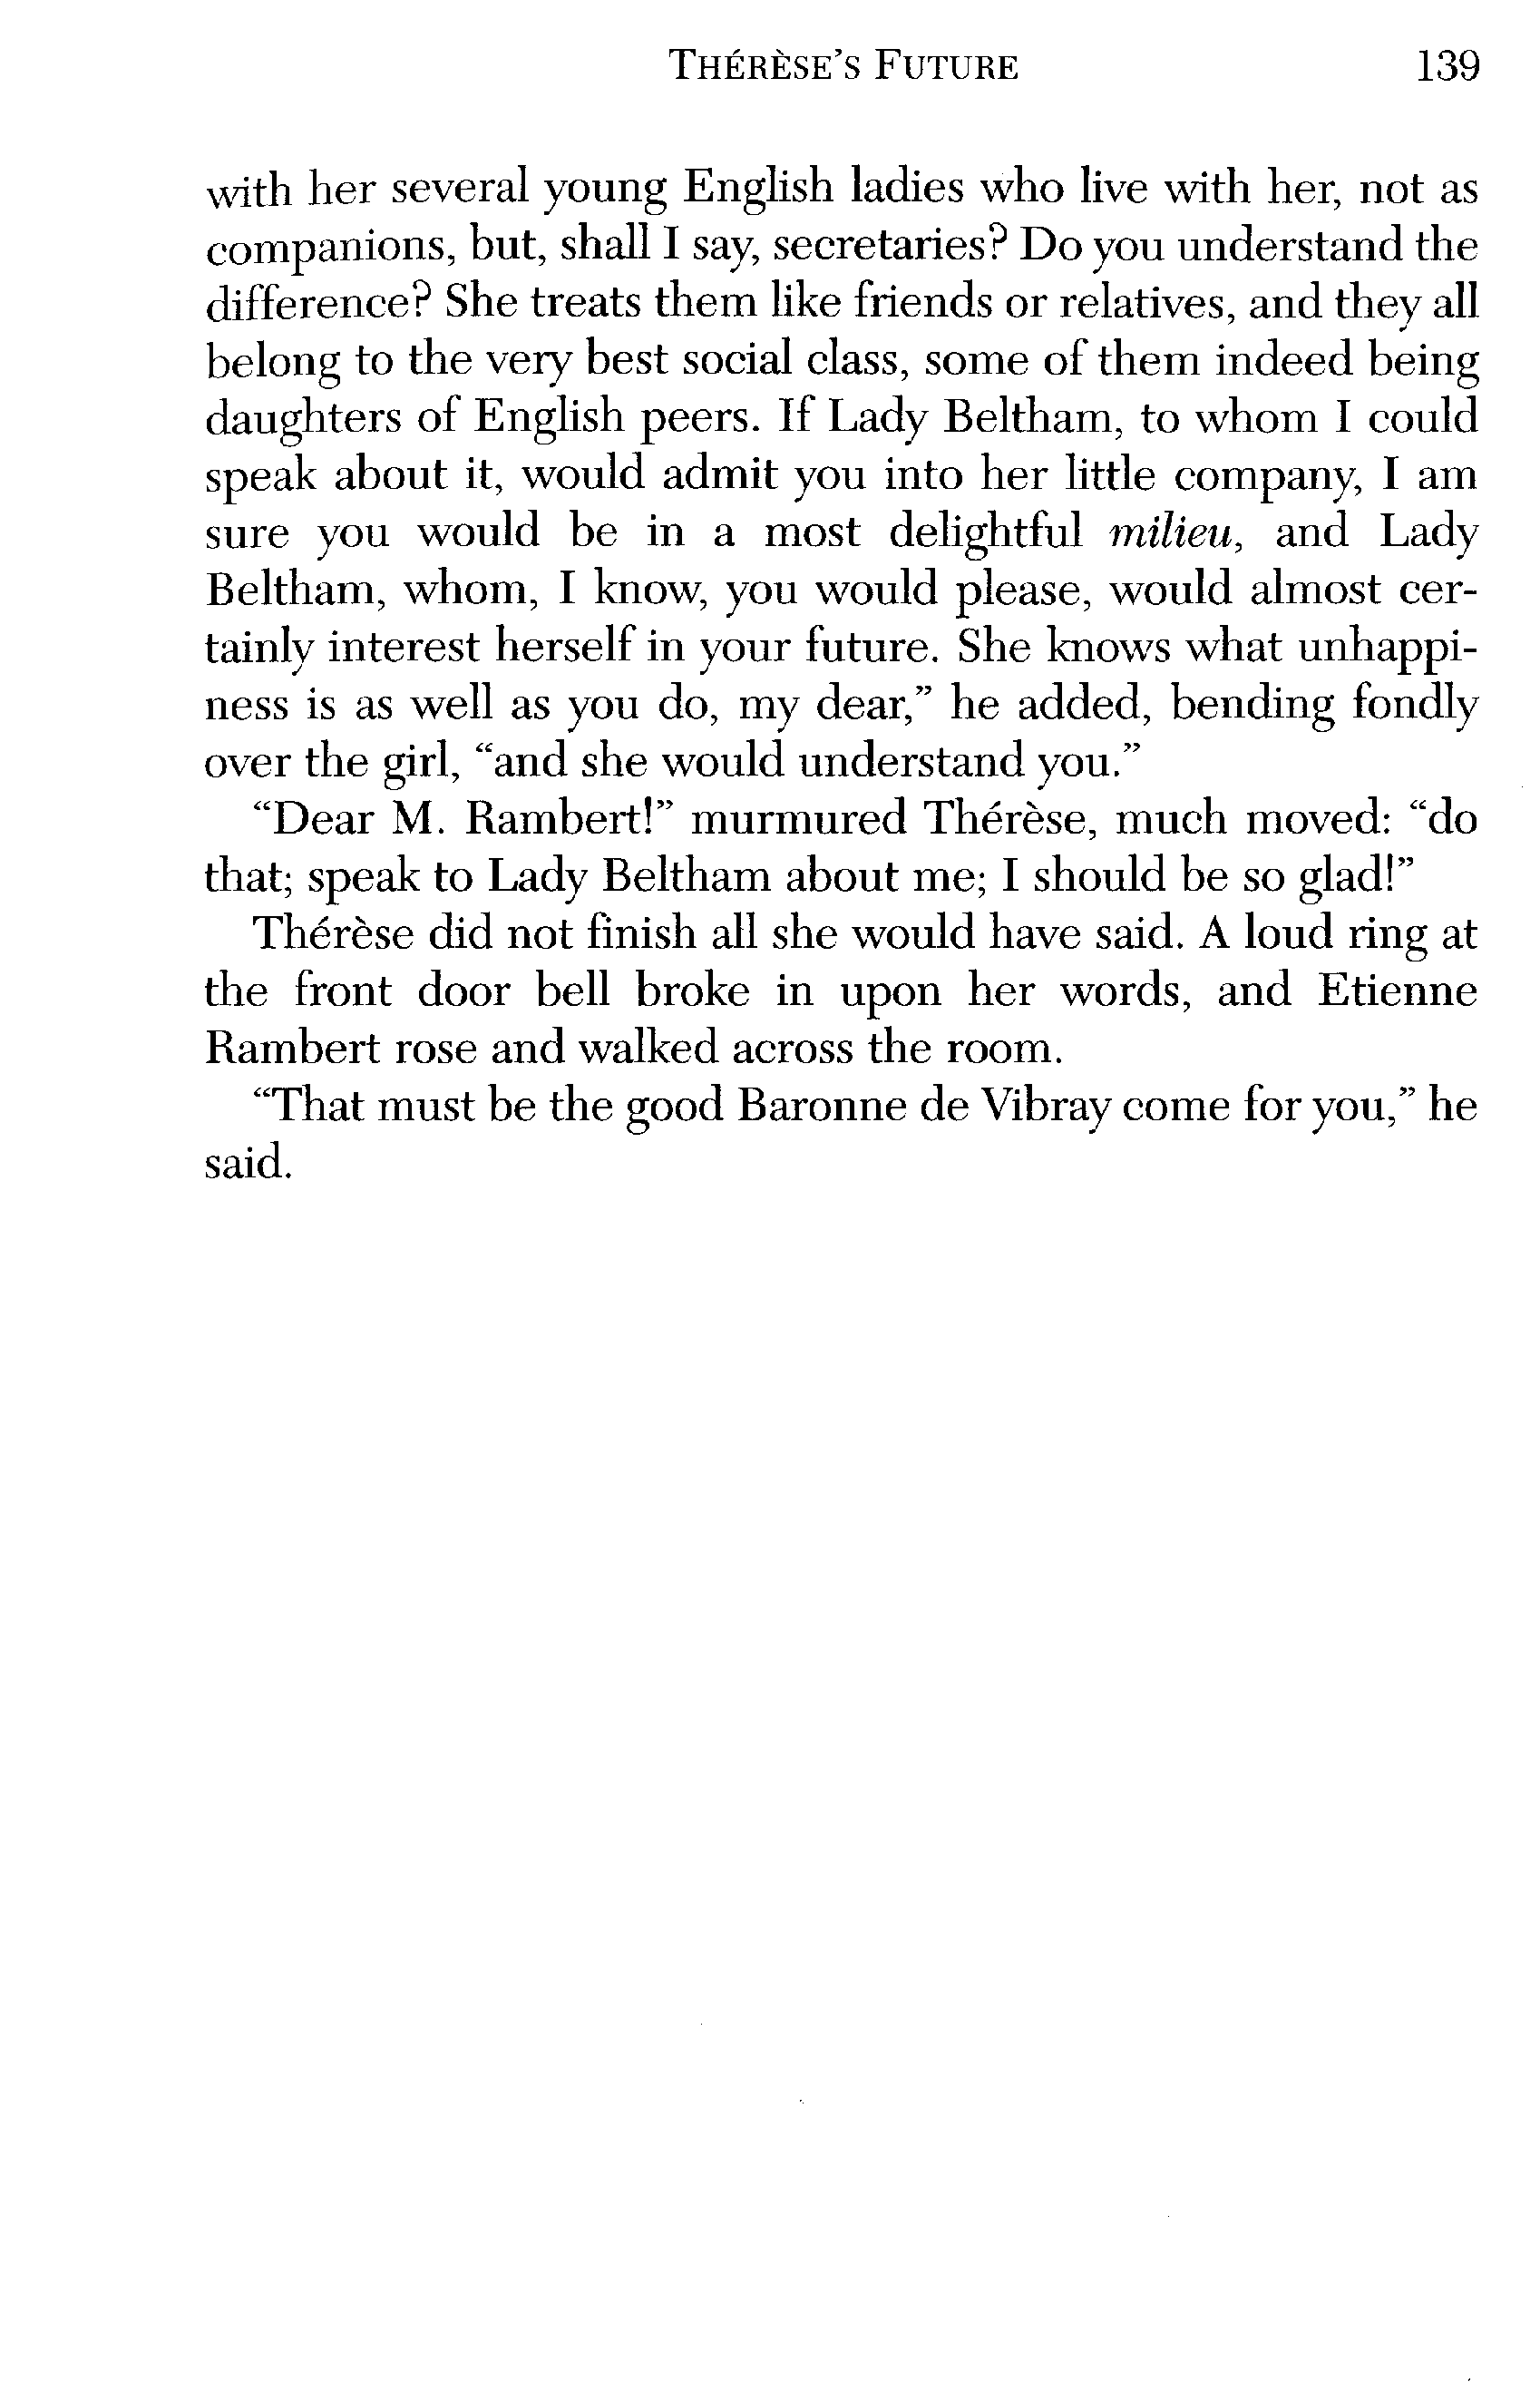 THÉRÈSE'S FUTURE 139
with her several young English ladies who live with her, not as
companions, but, shall I say, secretaries? Do you understand the
difference? She treats them like friends or relatives, and they all
belong to the very best social class, some of them indeed being
daughters of English peers. If Lady Beltham, to whom I could
speak about it, would admit you into her little company, I am
sure you would be in a most delightful milieu, and Lady
Beltham, whom, I know, you would please, would almost cer-
tainly interest herself in your future. She knows what unhappi-
ness is as well as you do, my dear,” he added, bending fondly
over the girl, “and she would understand you.”
“Dear M. Rambert!” murmured Thérèse, much moved: “do
that; speak to Lady Beltham about me; I should be so glad!”
Thérèse did not finish all she would have said. A loud ring at
the front door bell broke in upon her words, and Etienne
Rambert rose and walked across the room.
“That must be the good Baronne de Vibray come for you,” he
said.